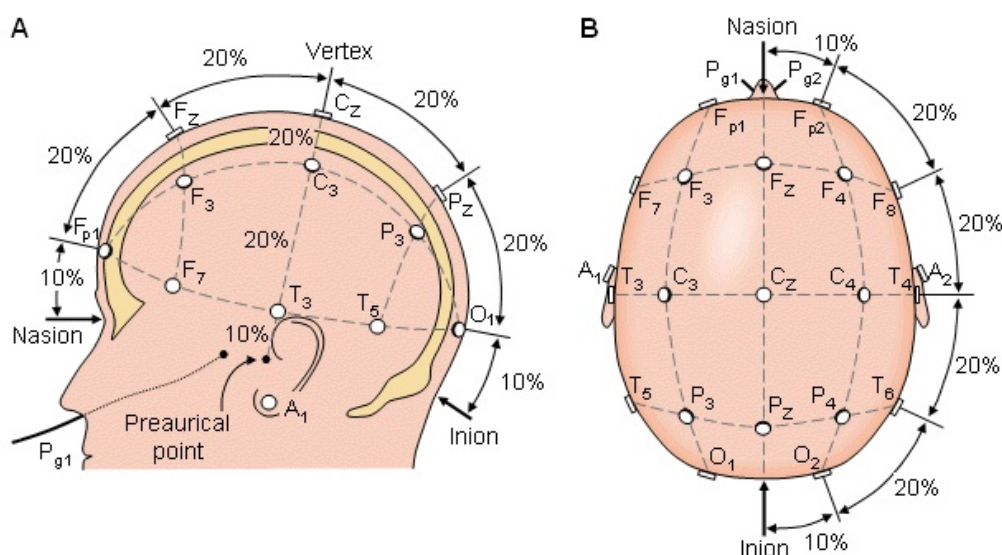 A
20%
Vertex
20%
FZ
CZ
20%
20%
C3
F3
PZ
P3
20%
Fp1
20%
10%
F7
T3
T5
O1
Nasion
10%
10%
Preaurical
point
A1
Inion
Pg1
B
Nasion
10%
Pg1
Pg2
Fp1
Fp2
20%
F7
F3
FZ
F4
F8
20%
A1
T3
C3
CZ
C4
T4
A2
20%
T5
P3
PZ
P4
T6
O1
O2
20%
Inion
10%